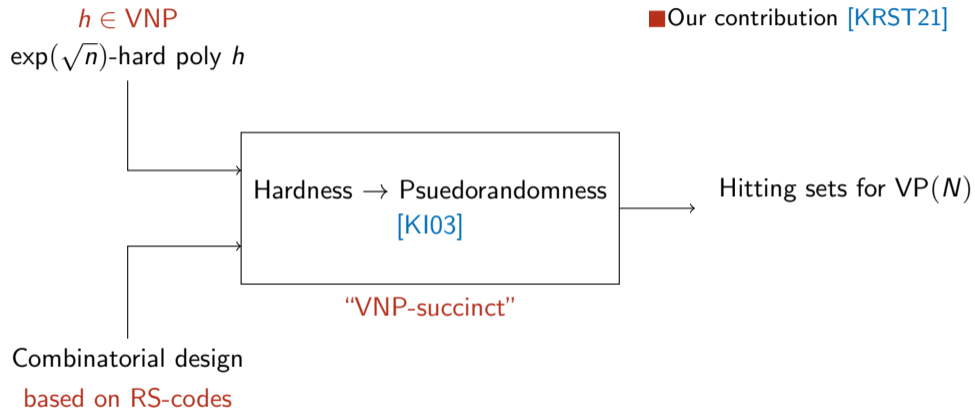 h ∈ VNP
exp(√n)-hard poly h
■Our contribution [KRST21]
Hardness → Psuedorandomness
[KI03]
Hitting sets for VP(N)
“VNP-succinct”
Combinatorial design
based on RS-codes